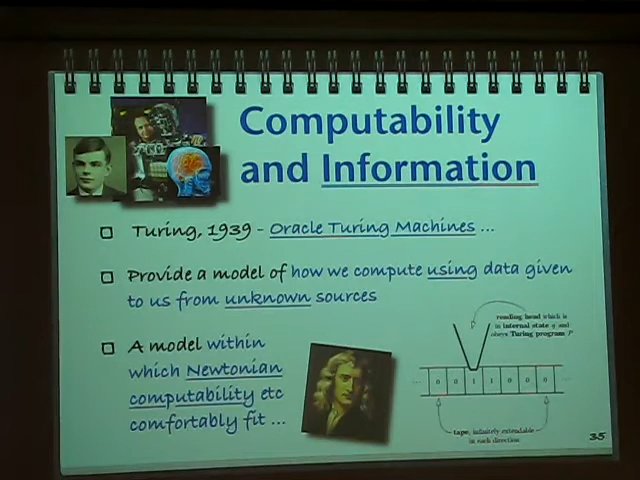 Computability
and Information
Turing, 1939 - Oracle Turing Machines ...
Provide a model of how we compute using data given
to us from unknown sources
A model within
which Newtonian
computability etc
comfortably fit ...
reading head which is
in internal state q and
obeys Turing program P
... 0 0 1 1 1 0 0 0 ...
tape, infinitely extendable
in each direction
35